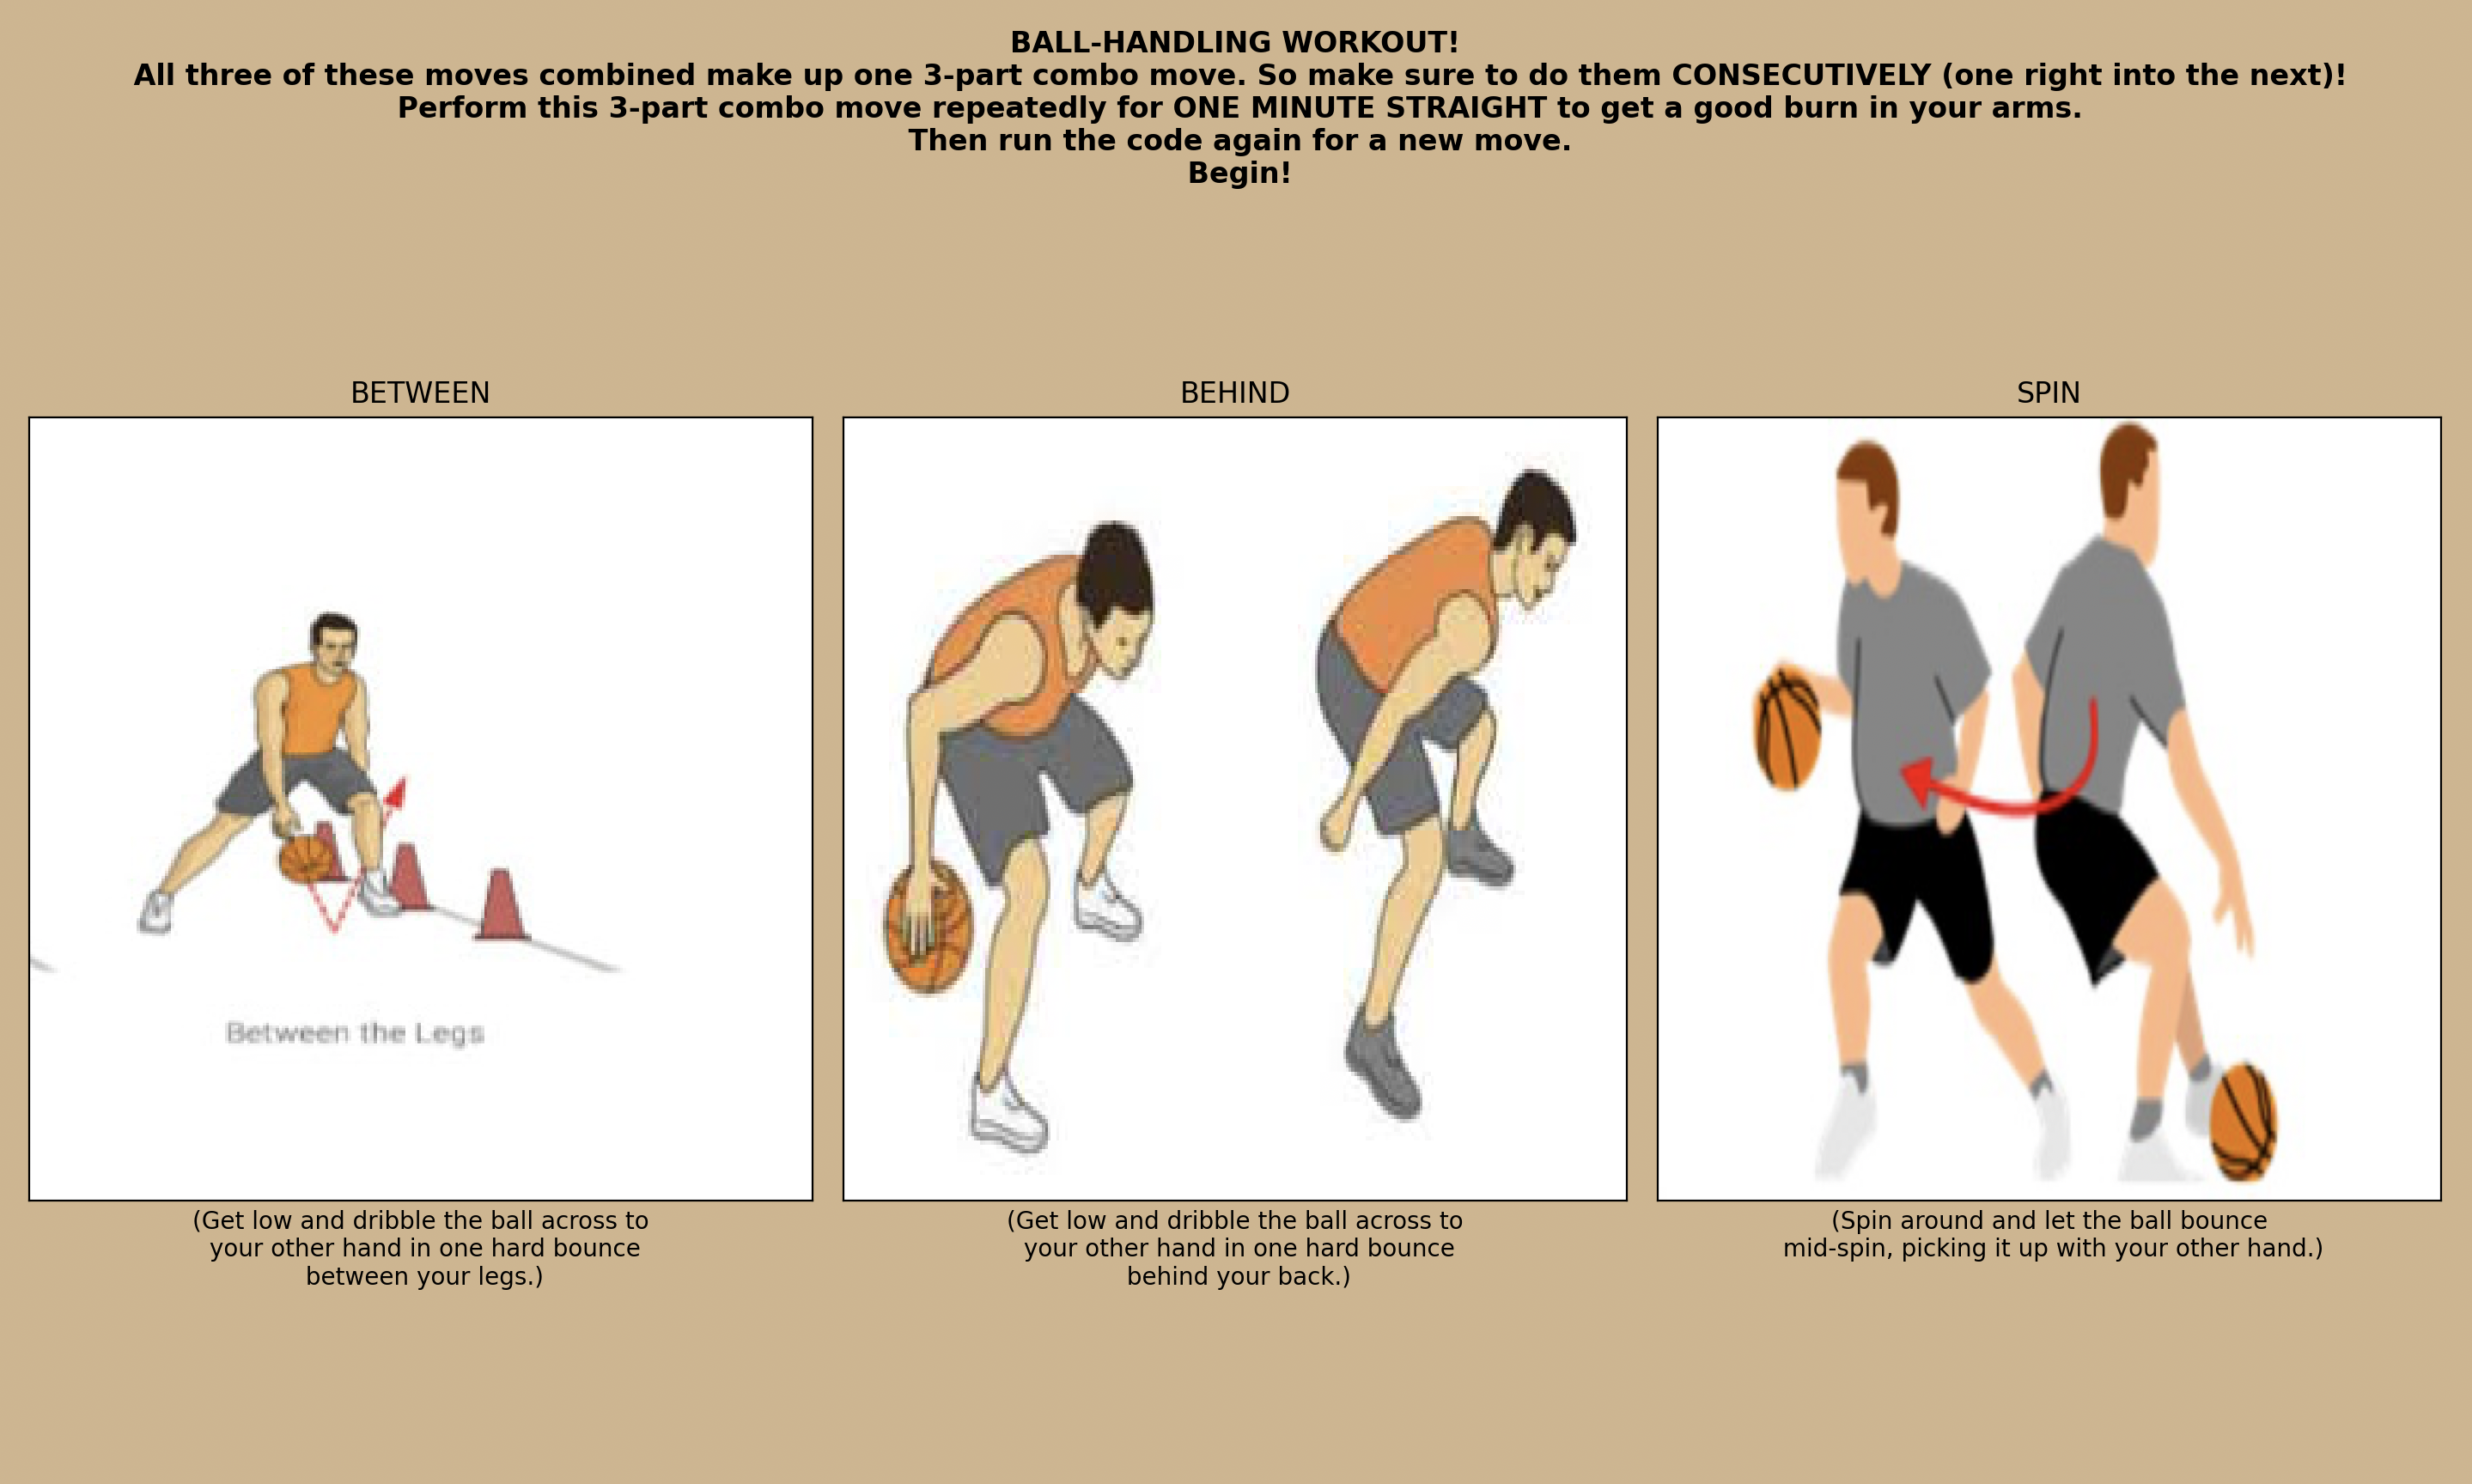 BALL-HANDLING WORKOUT!
All three of these moves combined make up one 3-part combo move. So make sure to do them CONSECUTIVELY (one right into the next)!
Perform this 3-part combo move repeatedly for ONE MINUTE STRAIGHT to get a good burn in your arms.
Then run the code again for a new move.
Begin!
BETWEEN
Between the Legs
(Get low and dribble the ball across to
your other hand in one hard bounce
between your legs.)
BEHIND
(Get low and dribble the ball across to
your other hand in one hard bounce
behind your back.)
SPIN
(Spin around and let the ball bounce
mid-spin, picking it up with your other hand.)